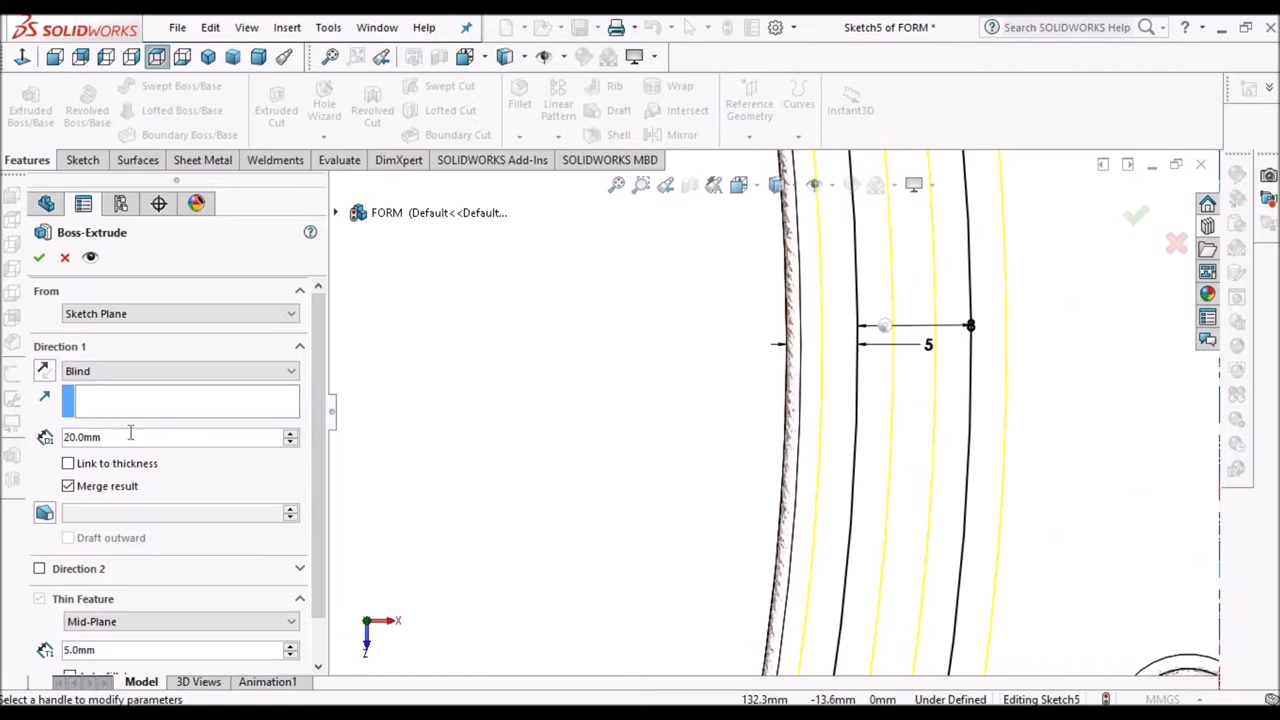 SOLIDWORKS File Edit View Insert Tools Window Help Sketch5 of FORM * Search SOLIDWORKS Help ?
Extruded Boss/Base
Revolved Boss/Base
Swept Boss/Base
Lofted Boss/Base
Boundary Boss/Base
Extruded Cut
Hole Wizard
Revolved Cut
Swept Cut
Lofted Cut
Boundary Cut
Fillet
Linear Pattern
Rib
Draft
Shell
Wrap
Intersect
Mirror
Reference Geometry
Curves
Instant3D
Features Sketch Surfaces Sheet Metal Weldments Evaluate DimXpert SOLIDWORKS Add-Ins SOLIDWORKS MBD
FORM (Default<<Default...
Boss-Extrude
From
Sketch Plane
Direction 1
Blind
20.0mm
Link to thickness
Merge result
Draft outward
Direction 2
Thin Feature
Mid-Plane
5.0mm
8
5
X
Z
Model 3D Views Animation1
Select a handle to modify parameters 132.3mm -13.6mm 0mm Under Defined Editing Sketch5 MMGS